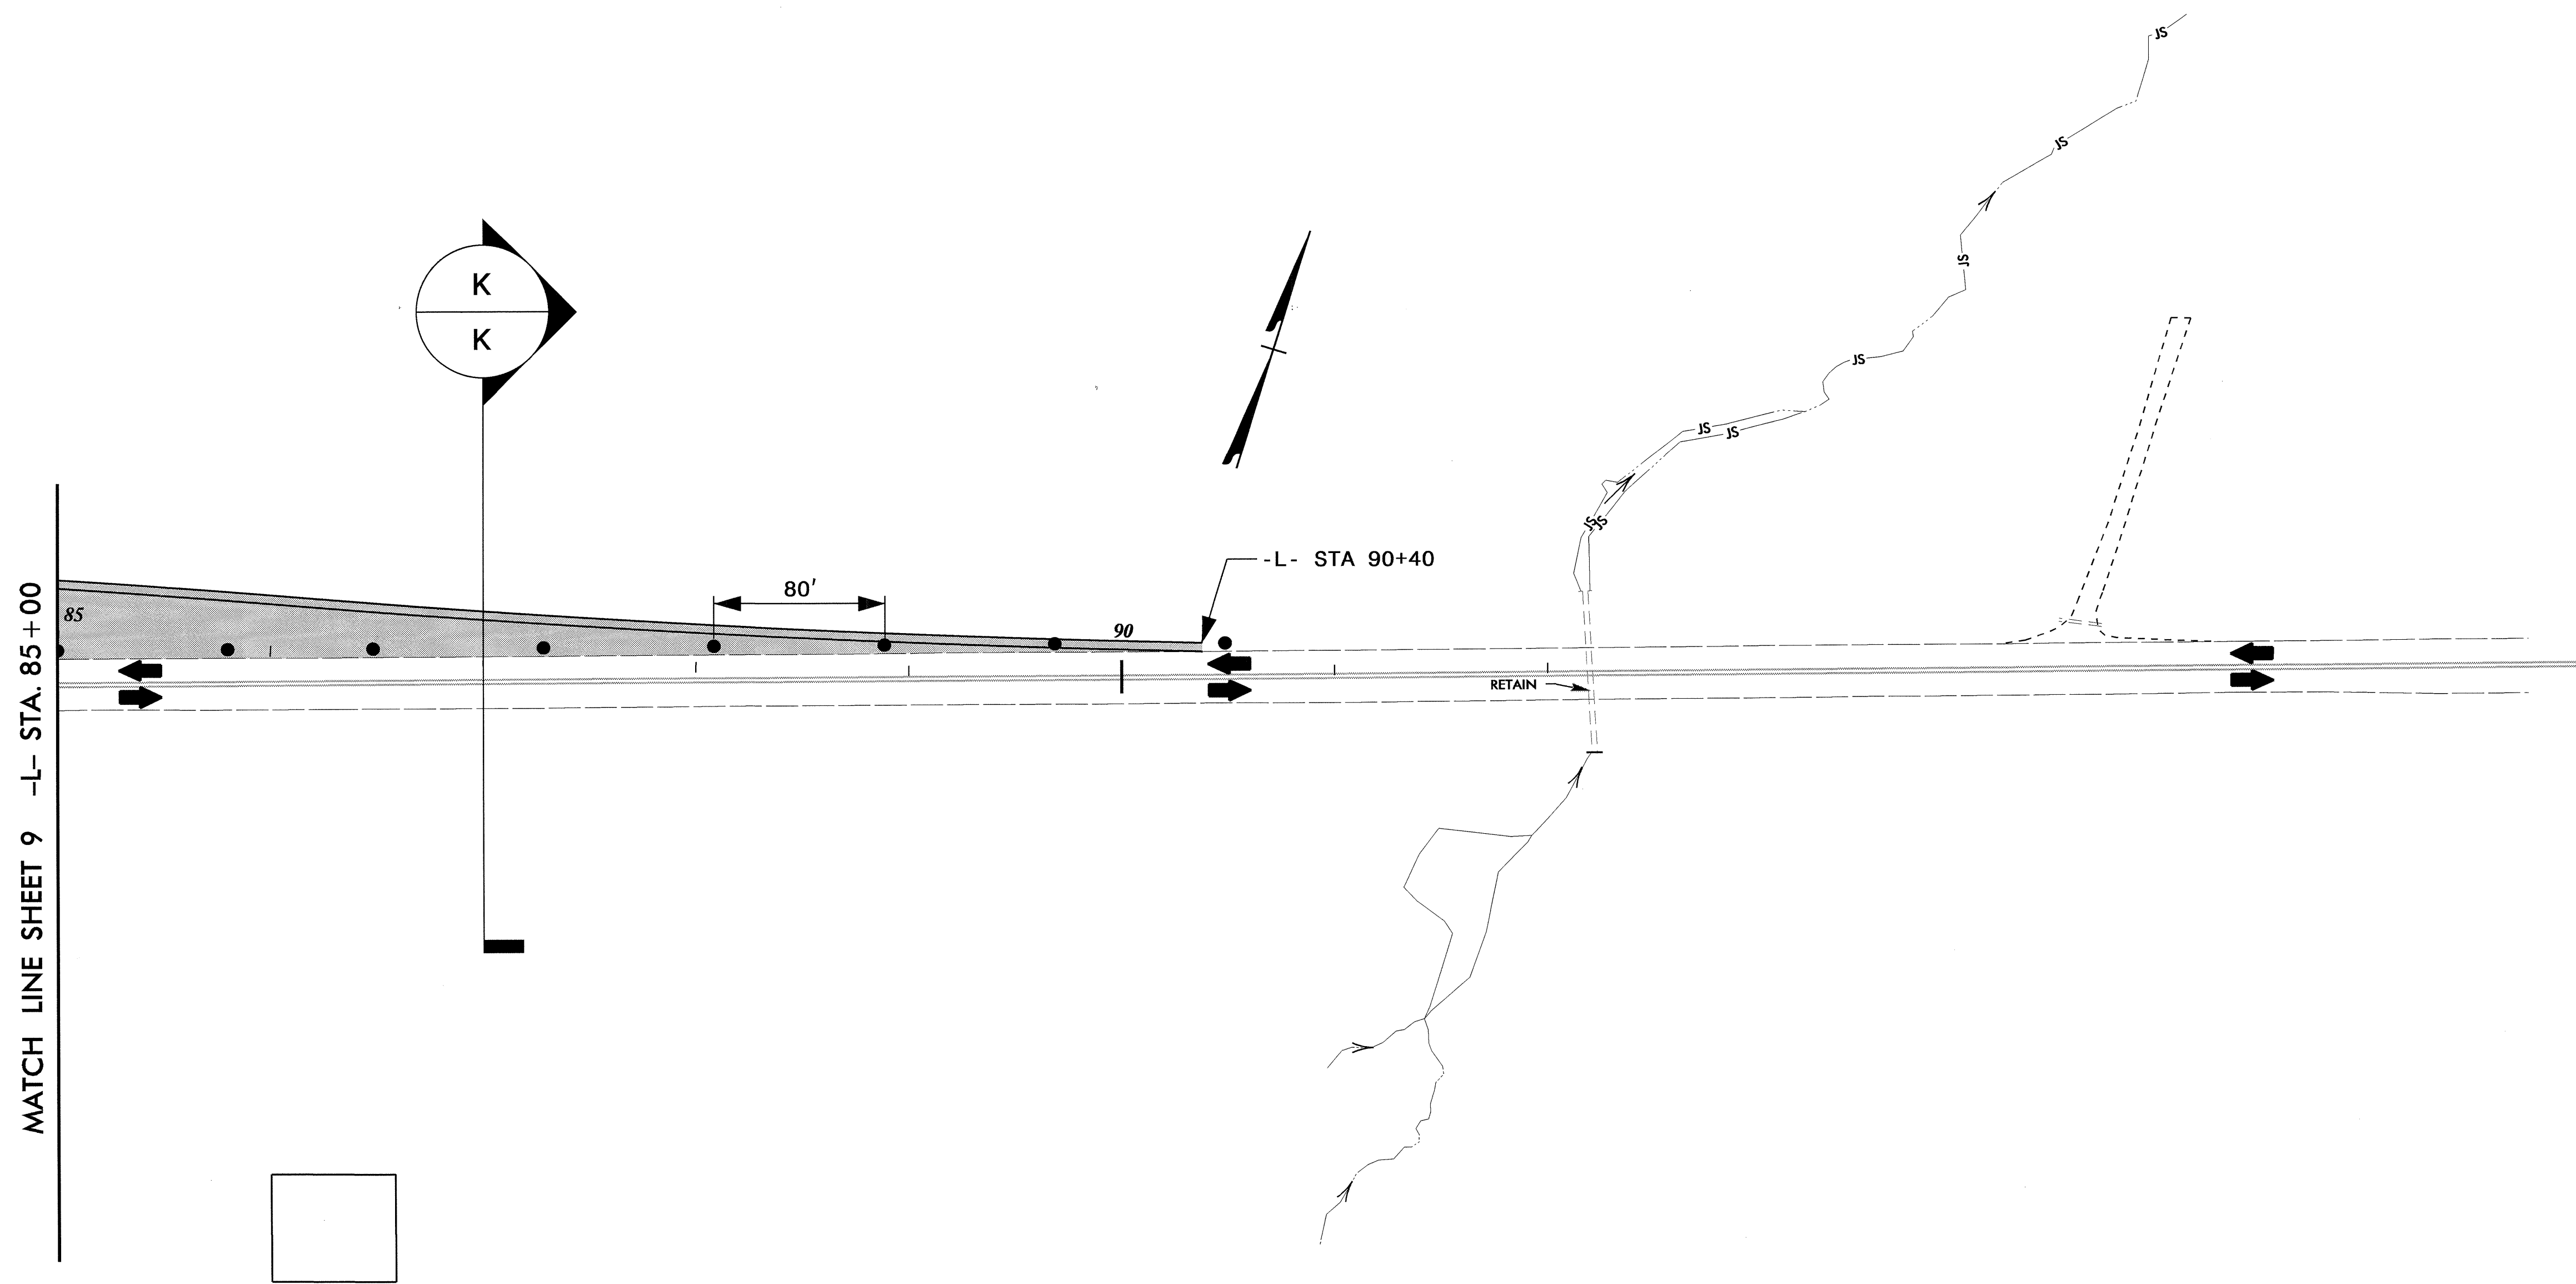 MATCH LINE SHEET 9 -L- STA. 85+00
K
K
85
80'
90
-L- STA 90+40
RETAIN
JS
JS
JS
JS
JS
JS
JS
JS